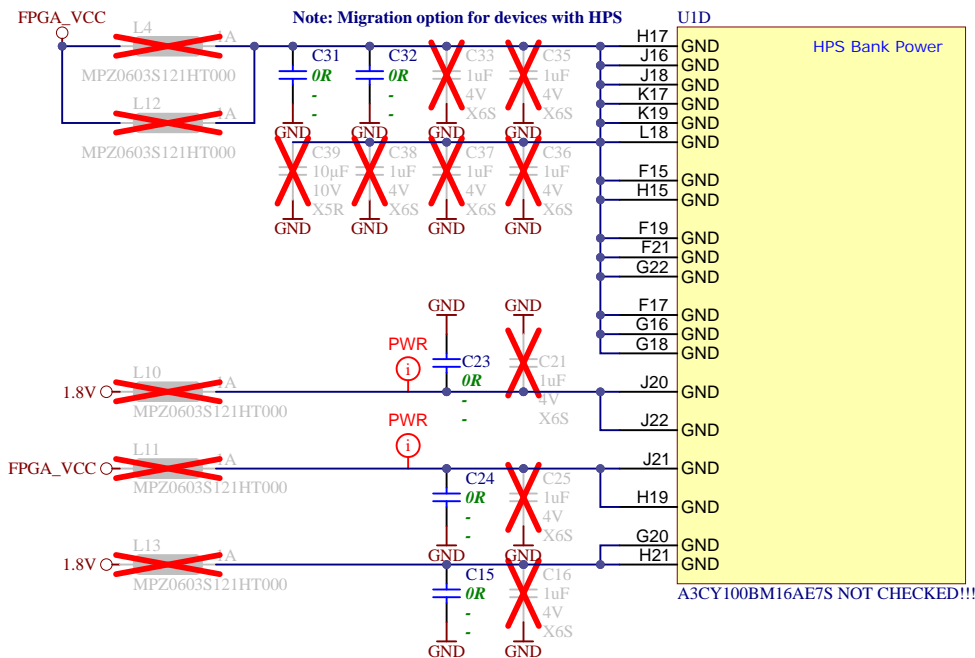 Note: Migration option for devices with HPS
U1D
FPGA_VCC
L4
1A
MPZ0603S121HT000
L12
1A
MPZ0603S121HT000
C31
0R
-
-
GND
C32
0R
-
-
GND
C33
1uF
4V
X6S
GND
C35
1uF
4V
X6S
GND
C39
10µF
10V
X5R
GND
C38
1uF
4V
X6S
GND
C37
1uF
4V
X6S
GND
C36
1uF
4V
X6S
GND
HPS Bank Power
H17 GND
J16 GND
J18 GND
K17 GND
K19 GND
L18 GND
F15 GND
H15 GND
F19 GND
F21 GND
G22 GND
F17 GND
G16 GND
G18 GND
J20 GND
J22 GND
J21 GND
H19 GND
G20 GND
H21 GND
1.8V
L10
1A
MPZ0603S121HT000
PWR
i
GND
C23
0R
-
-
GND
C21
1uF
4V
X6S
FPGA_VCC
L11
1A
MPZ0603S121HT000
PWR
i
C24
0R
-
-
GND
C25
1uF
4V
X6S
GND
1.8V
L13
1A
MPZ0603S121HT000
C15
0R
-
-
GND
C16
1uF
4V
X6S
GND
A3CY100BM16AE7S NOT CHECKED!!!